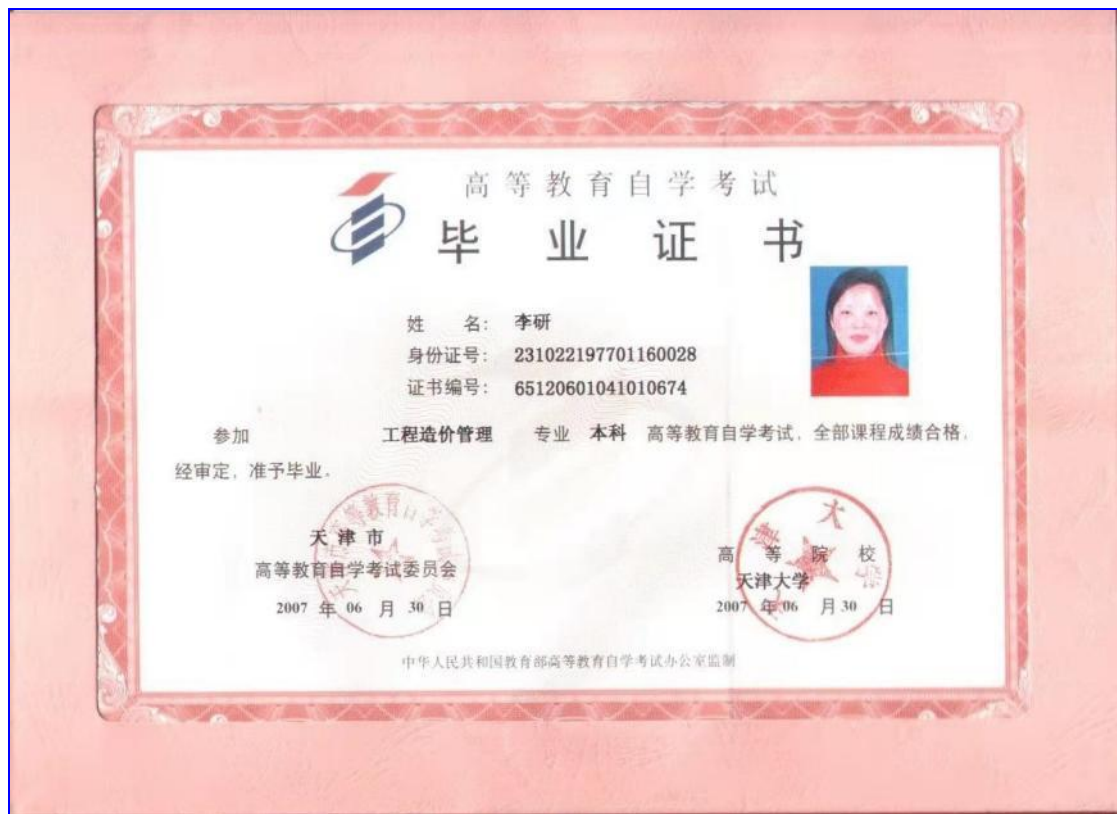 高等教育自学考试
毕业证书
姓 名： 李研
身份证号： 231022197701160028
证书编号： 65120601041010674
参加 工程造价管理 专业 本科 高等教育自学考试，全部课程成绩合格，
经审定，准予毕业。
天津市
高等教育自学考试委员会
2007 年 06 月 30 日
高等院校
天津大学
2007 年 06 月 30 日
天津大学
中华人民共和国教育部高等教育自学考试办公室监制